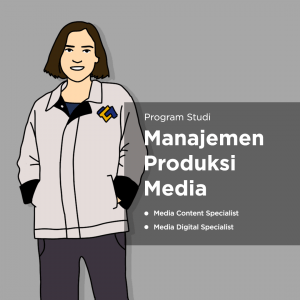 Program Studi
Manajemen
Produksi
Media
Media Content Specialist
Media Digital Specialist